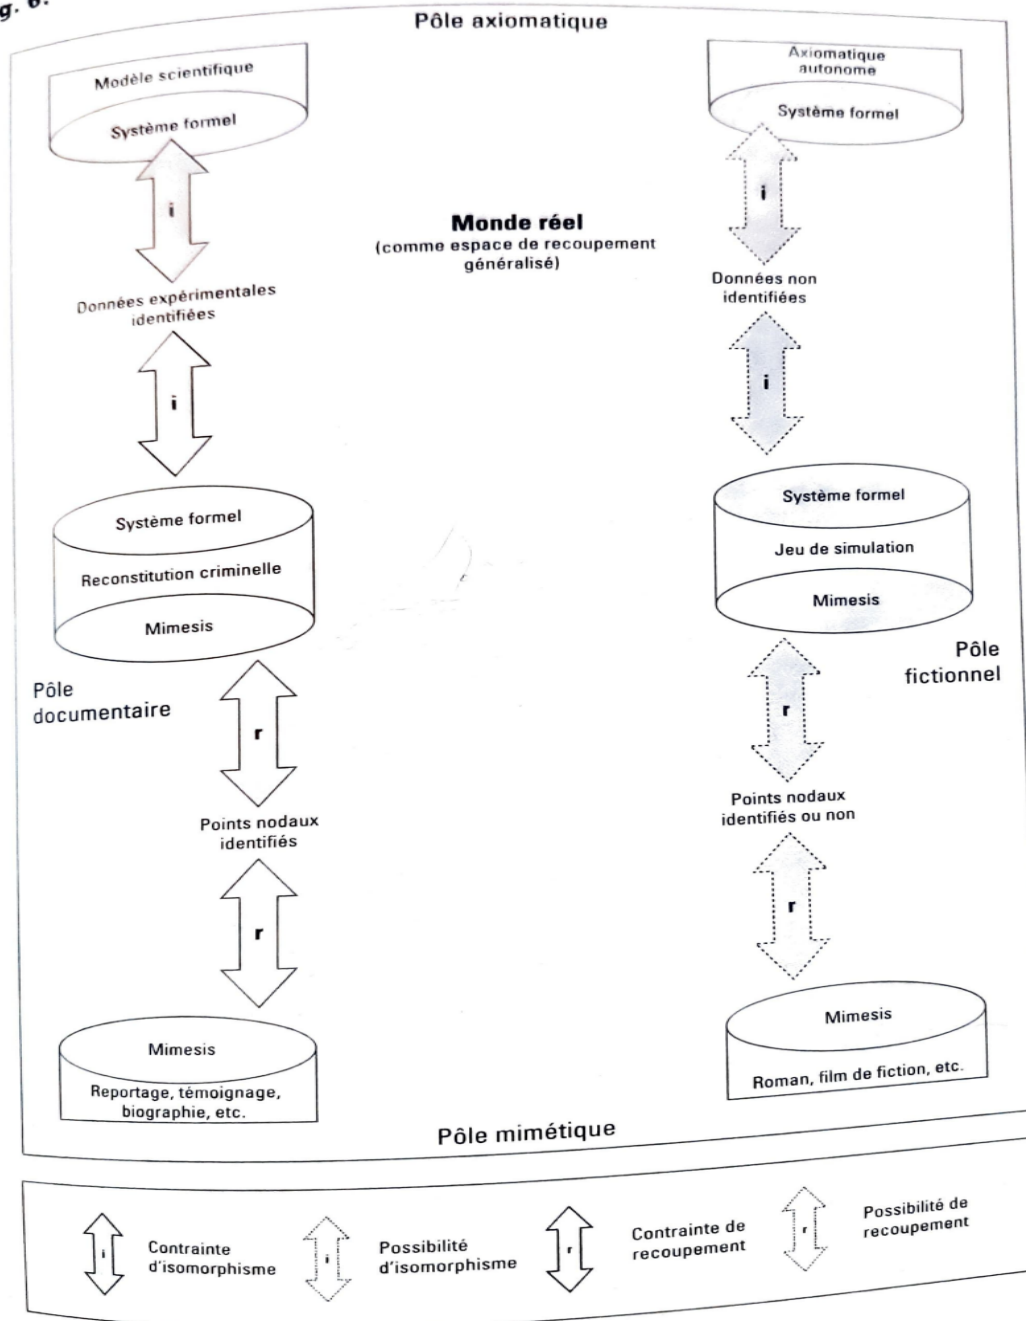 g. 6.
Pôle axiomatique
Modèle scientifique
Système formel
i
Données expérimentales
identifiées
i
Système formel
Reconstitution criminelle
Mimesis
Pôle
documentaire
r
Points nodaux
identifiés
r
Mimesis
Reportage, témoignage,
biographie, etc.
Monde réel
(comme espace de recoupement
généralisé)
Axiomatique
autonome
Système formel
i
Données non
identifiées
i
Système formel
Jeu de simulation
Mimesis
Pôle
fictionnel
r
Points nodaux
identifiés ou non
r
Mimesis
Roman, film de fiction, etc.
Pôle mimétique
i
Contrainte
d'isomorphisme
i
Possibilité
d'isomorphisme
r
Contrainte de
recoupement
r
Possibilité de
recoupement